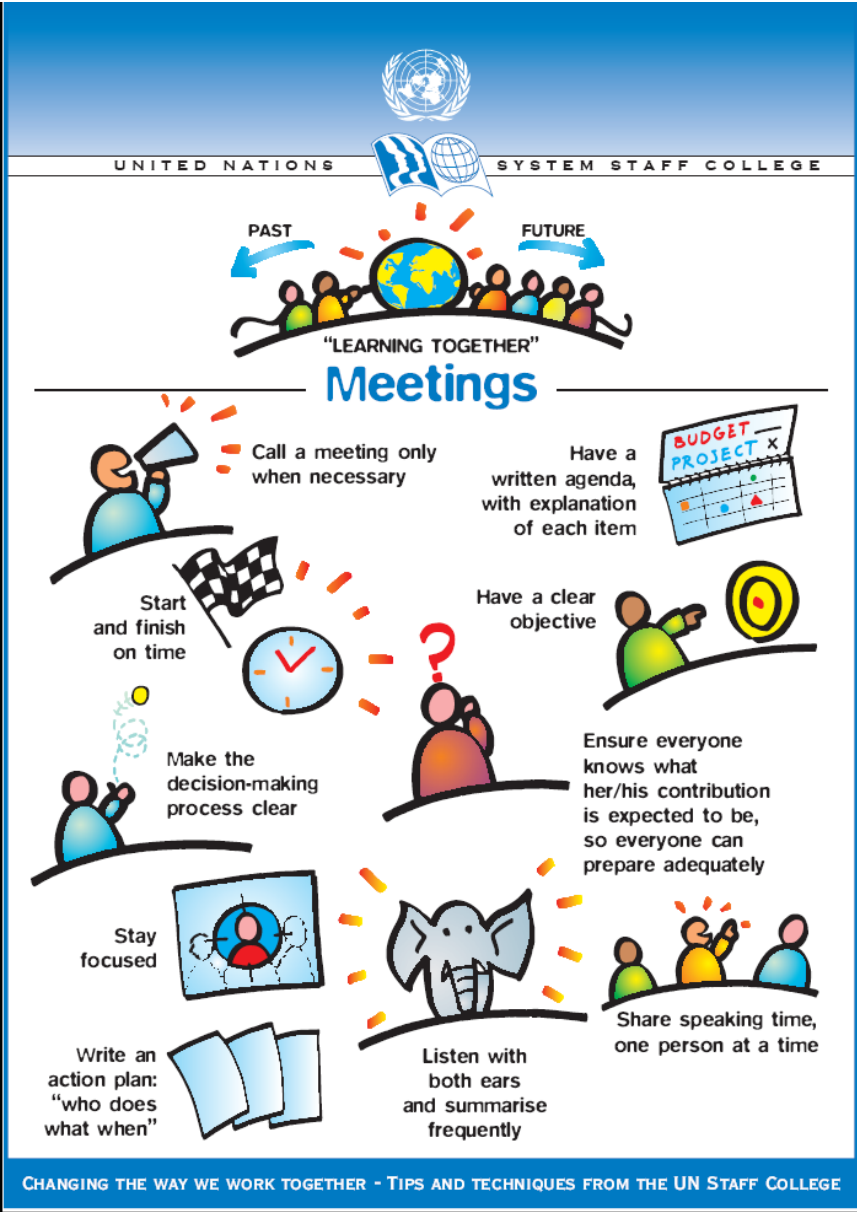 UNITED NATIONS SYSTEM STAFF COLLEGE
PAST
FUTURE
“LEARNING TOGETHER”
Meetings
Call a meeting only
when necessary
Have a
written agenda,
with explanation
of each item
BUDGET
PROJECT X
Start
and finish
on time
Have a clear
objective
?
Make the
decision-making
process clear
Ensure everyone
knows what
her/his contribution
is expected to be,
so everyone can
prepare adequately
Stay
focused
Share speaking time,
one person at a time
Write an
action plan:
“who does
what when”
Listen with
both ears
and summarise
frequently
CHANGING THE WAY WE WORK TOGETHER - TIPS AND TECHNIQUES FROM THE UN STAFF COLLEGE